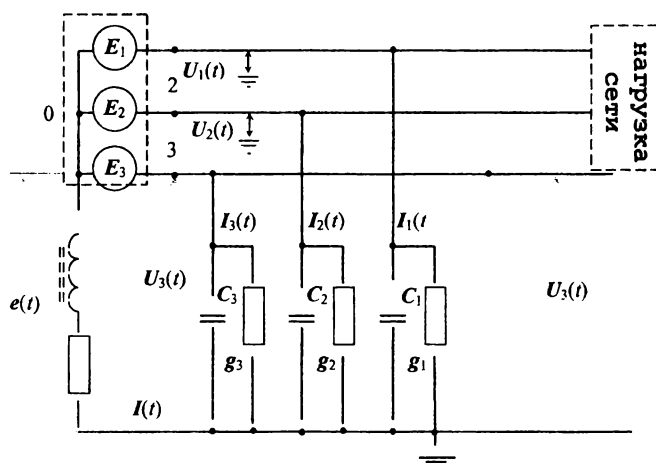 E1
2
U1(t)
0
E2
U2(t)
3
E3
нагрузка
сети
I3(t)
I2(t)
I1(t
U3(t)
C3
C2
C1
U3(t)
e(t)
g3
g2
g1
I(t)